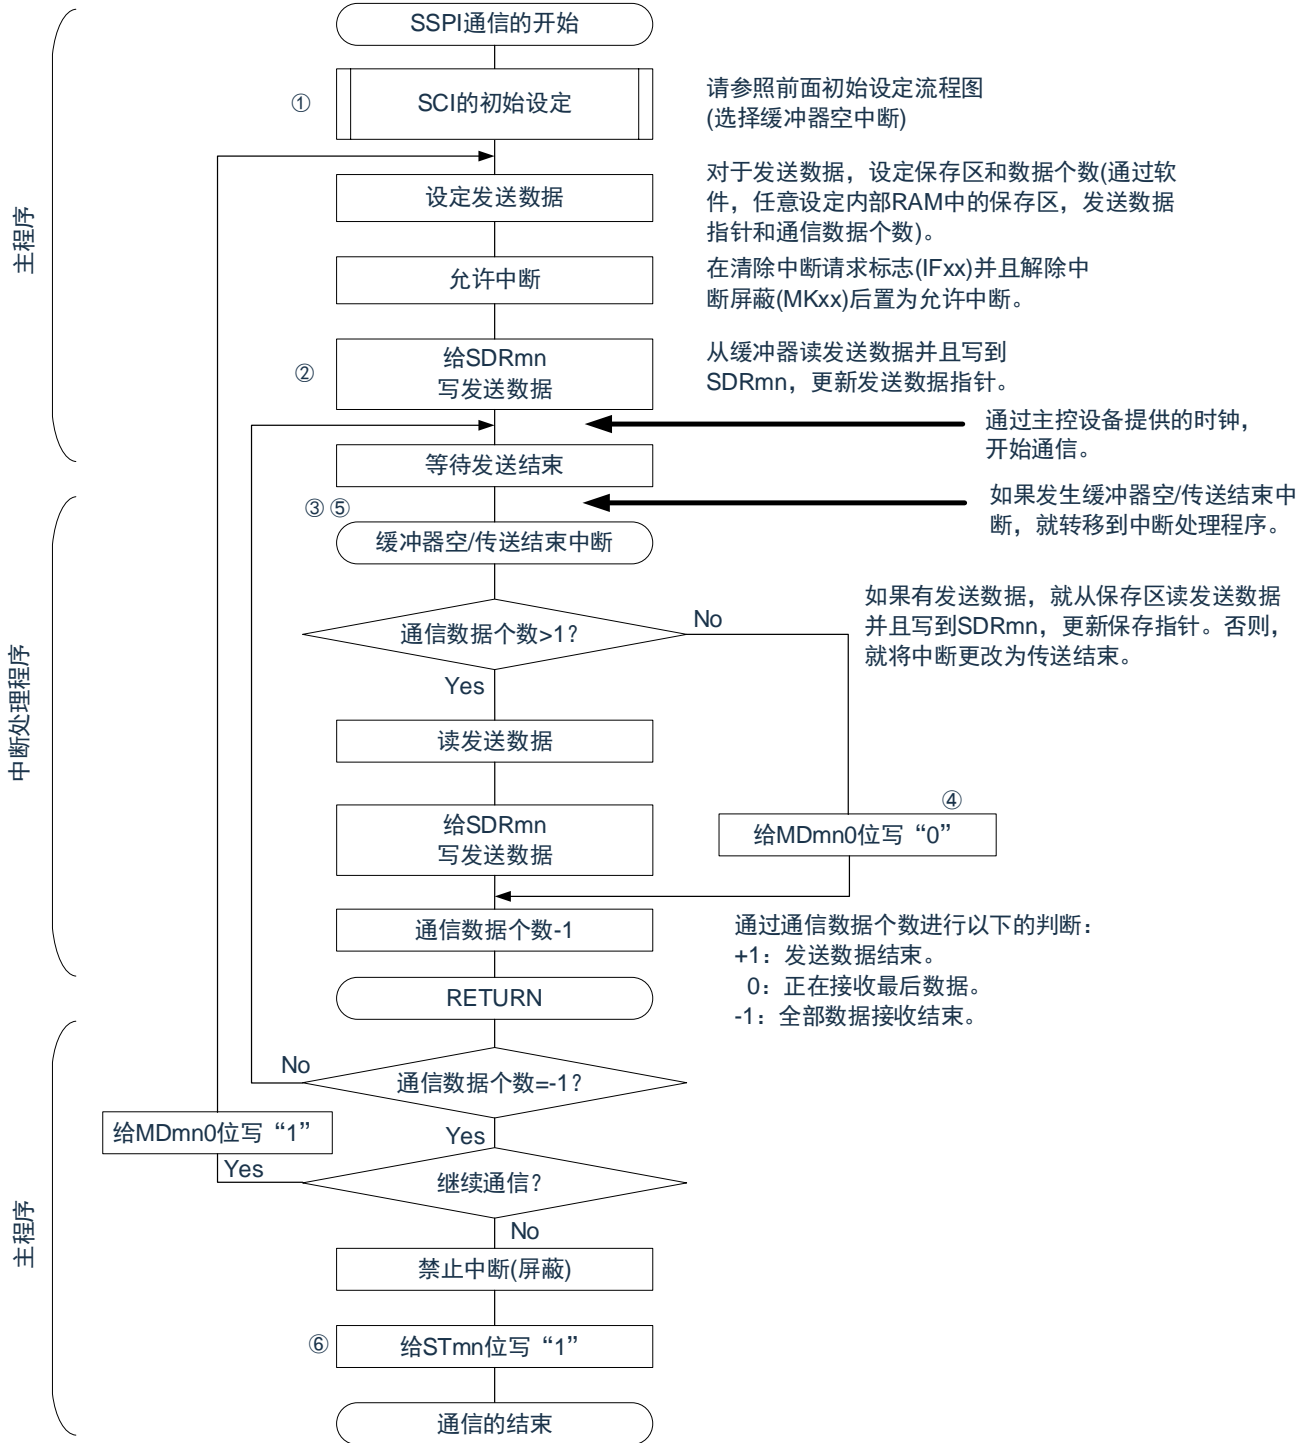 SSPI通信的开始
①
SCI的初始设定
请参照前面初始设定流程图
(选择缓冲器空中断)
设定发送数据
对于发送数据，设定保存区和数据个数(通过软
件，任意设定内部RAM中的保存区，发送数据
指针和通信数据个数)。
主程序
允许中断
在清除中断请求标志(IFxx)并且解除中
断屏蔽(MKxx)后置为允许中断。
②
给SDRmn
写发送数据
从缓冲器读发送数据并且写到
SDRmn，更新发送数据指针。
通过主控设备提供的时钟，
开始通信。
等待发送结束
③⑤
如果发生缓冲器空/传送结束中
断，就转移到中断处理程序。
缓冲器空/传送结束中断
如果有发送数据，就从保存区读发送数据
并且写到SDRmn，更新保存指针。否则，
就将中断更改为传送结束。
通信数据个数>1?
No
Yes
中断处理程序
读发送数据
④
给SDRmn
写发送数据
给MDmn0位写“0”
通信数据个数-1
通过通信数据个数进行以下的判断：
+1：发送数据结束。
0：正在接收最后数据。
-1：全部数据接收结束。
RETURN
No
通信数据个数=-1?
给MDmn0位写“1”
Yes
Yes
继续通信?
主程序
No
禁止中断(屏蔽)
⑥
给STmn位写“1”
通信的结束